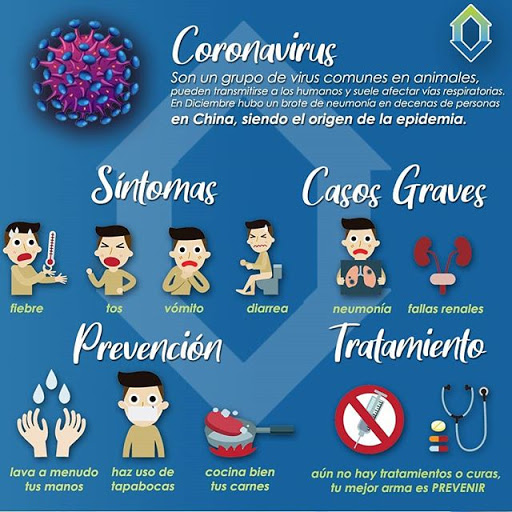 Coronavirus
Son un grupo de virus comunes en animales,
pueden transmitirse a los humanos y suele afectar vías respiratorias.
En Diciembre hubo un brote de neumonía en decenas de personas
en China, siendo el origen de la epidemia.
Síntomas
Casos Graves
fiebre
tos
vómito
diarrea
neumonía
fallas renales
Prevención
Tratamiento
lava a menudo
tus manos
haz uso de
tapabocas
cocina bien
tus carnes
aún no hay tratamientos o curas,
tu mejor arma es PREVENIR